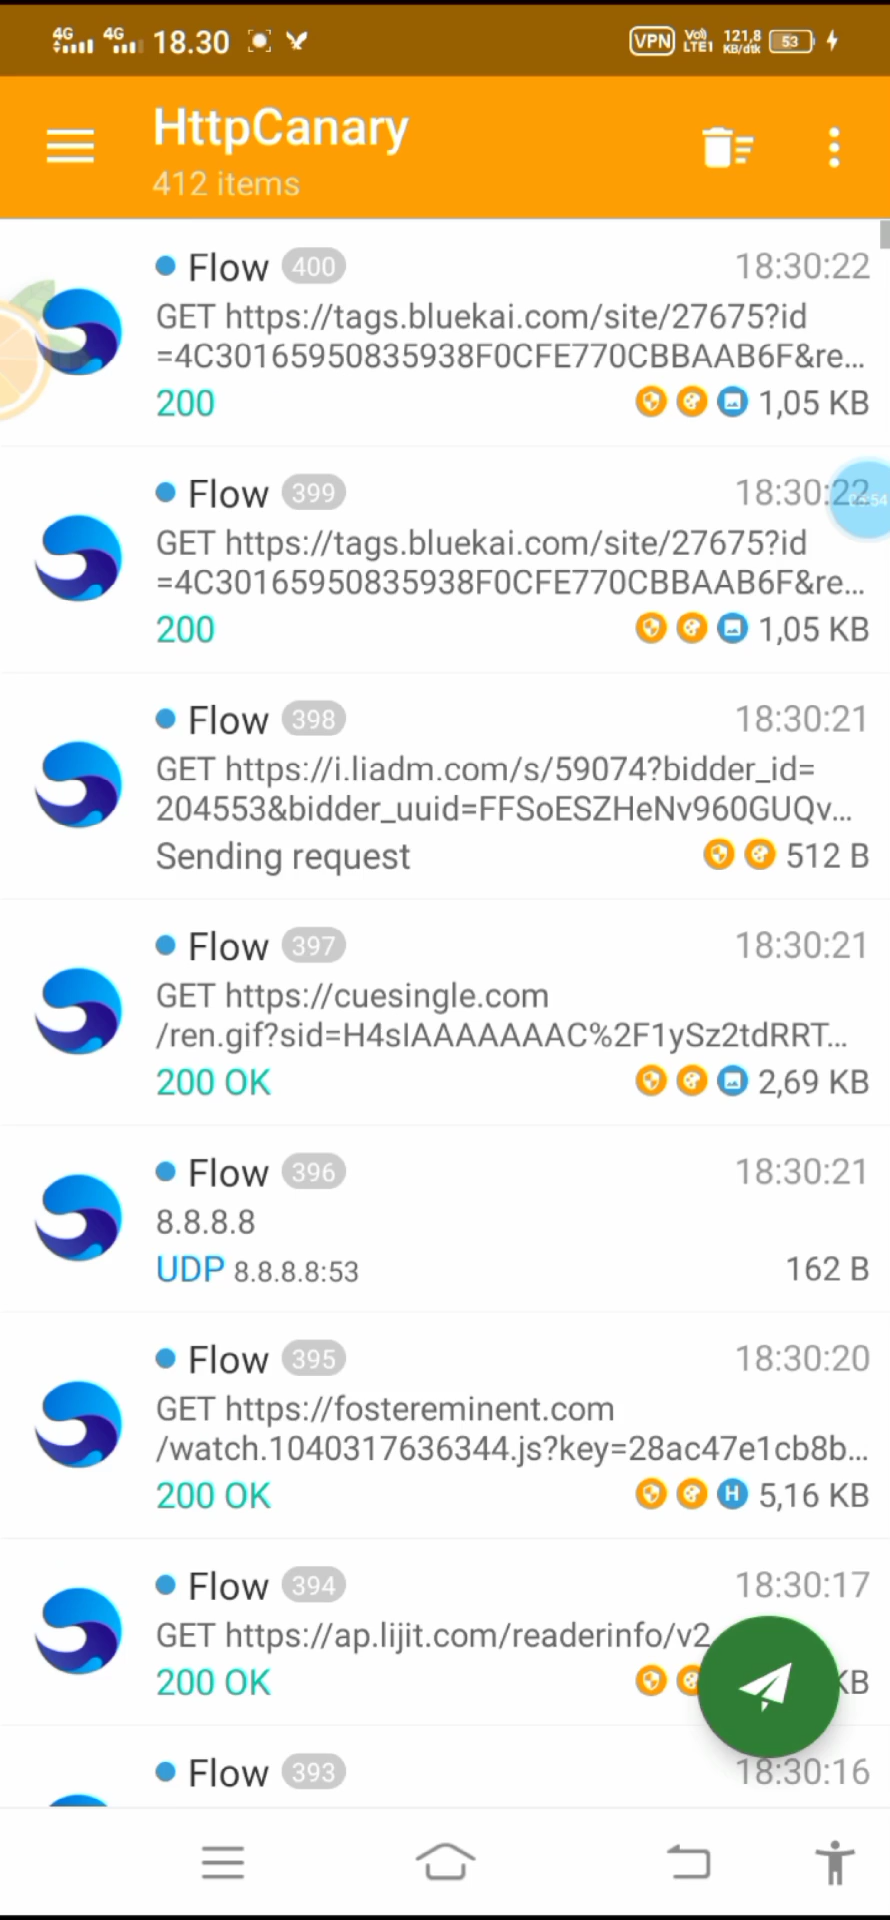 4G 4G 18.30 VPN Vo) LTE1 121,8 KB/dtk 53
HttpCanary
412 items
Flow 400 18:30:22
GET https://tags.bluekai.com/site/27675?id
=4C30165950835938F0CFE770CBBAAB6F&re...
200 1,05 KB
Flow 399 18:30:22
GET https://tags.bluekai.com/site/27675?id
=4C30165950835938F0CFE770CBBAAB6F&re...
200 1,05 KB
Flow 398 18:30:21
GET https://i.liadm.com/s/59074?bidder_id=
204553&bidder_uuid=FFSoESZHeNv960GUQv...
Sending request 512 B
Flow 397 18:30:21
GET https://cuesingle.com
/ren.gif?sid=H4sIAAAAAAAC%2F1ySz2tdRRT...
200 OK 2,69 KB
Flow 396 18:30:21
8.8.8.8
UDP 8.8.8.8:53 162 B
Flow 395 18:30:20
GET https://fostereminent.com
/watch.1040317636344.js?key=28ac47e1cb8b...
200 OK H 5,16 KB
Flow 394 18:30:17
GET https://ap.lijit.com/readerinfo/v2
200 OK KB
Flow 393 18:30:16